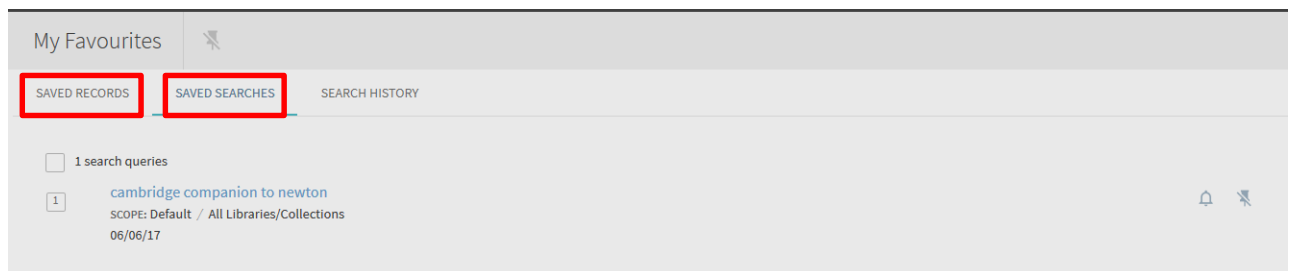 My Favourites
SAVED RECORDS SAVED SEARCHES SEARCH HISTORY
1 search queries
1 cambridge companion to newton
SCOPE: Default / All Libraries/Collections
06/06/17